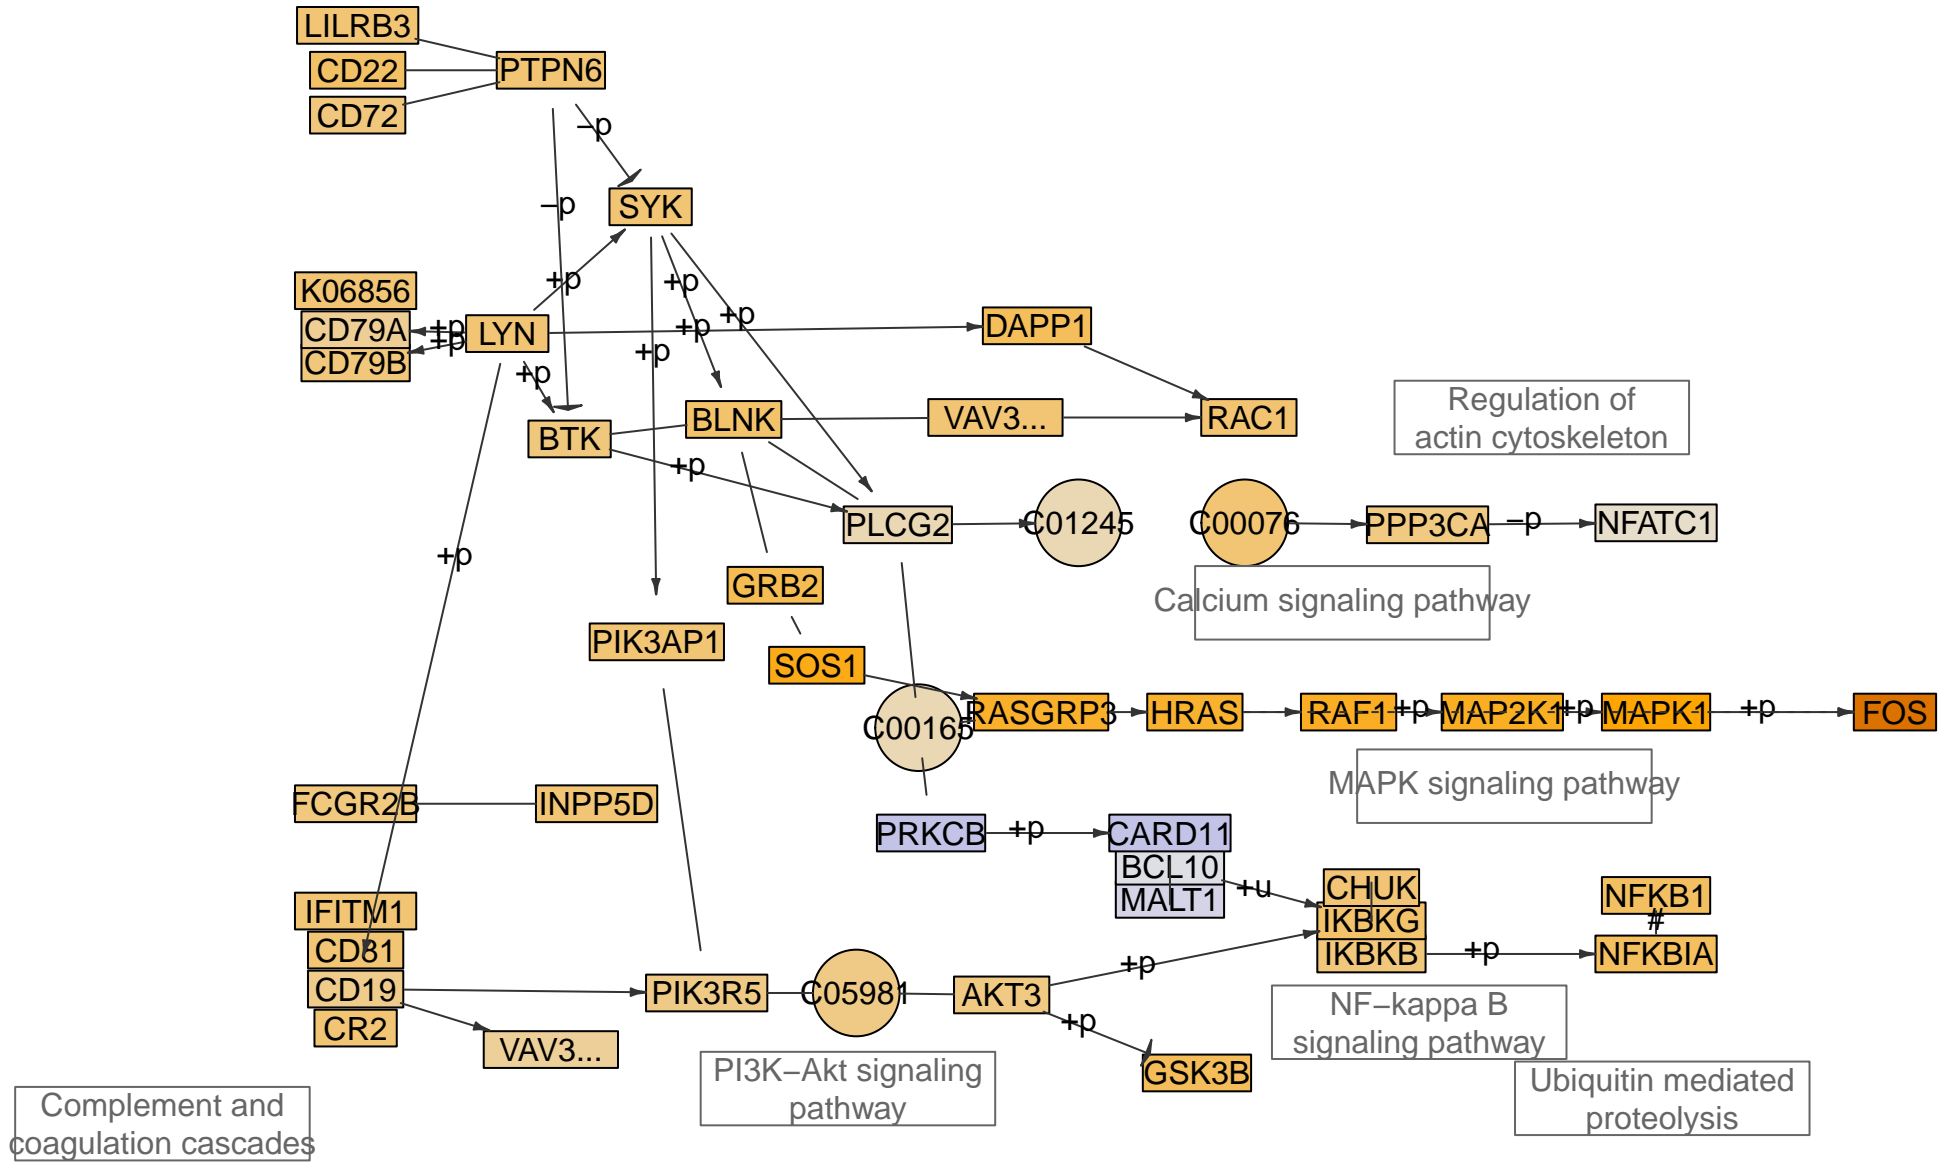 LILRB3
CD22
PTPN6
CD72
–p
–p
SYK
+p
+p
K06856
CD79A
+p
+p
LYN
+p
+p
DAPP1
CD79B
+p
+p
BTK
BLNK
VAV3...
RAC1
Regulation of
actin cytoskeleton
+p
PLCG2
C01245
C00076
PPP3CA
–p
NFATC1
+p
GRB2
Calcium signaling pathway
PIK3AP1
SOS1
C00165
RASGRP3
HRAS
RAF1
+p
MAP2K1
+p
MAPK1
+p
FOS
MAPK signaling pathway
FCGR2B
INPP5D
PRKCB
+p
CARD11
BCL10
MALT1
+u
CHUK
IKBKG
IKBKB
NFKB1
#
NFKBIA
+p
IFITM1
CD81
CD19
CR2
VAV3...
PIK3R5
C05981
AKT3
+p
+p
GSK3B
NF–kappa B
signaling pathway
PI3K–Akt signaling
pathway
Ubiquitin mediated
proteolysis
Complement and
coagulation cascades